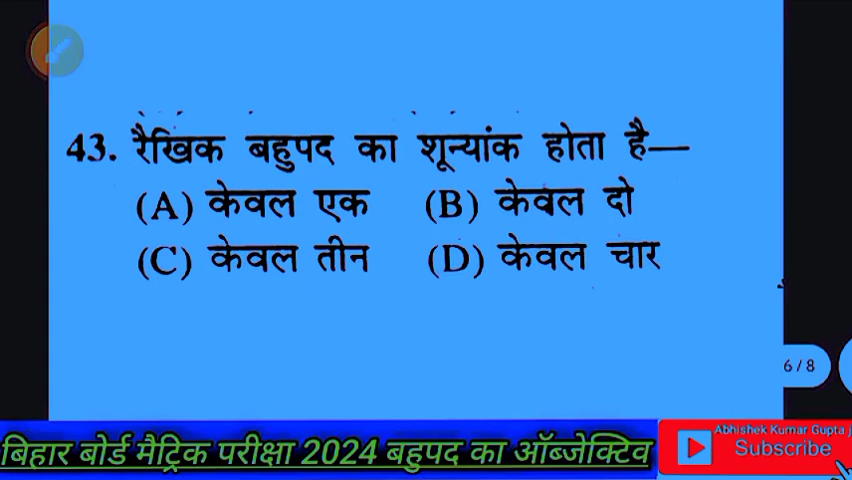 43. रैखिक बहुपद का शून्यांक होता है—
(A) केवल एक (B) केवल दो
(C) केवल तीन (D) केवल चार
6/8
बिहार बोर्ड मैट्रिक परीक्षा 2024 बहुपद का ऑब्जेक्टिव
Abhishek Kumar Gupta j
Subscribe